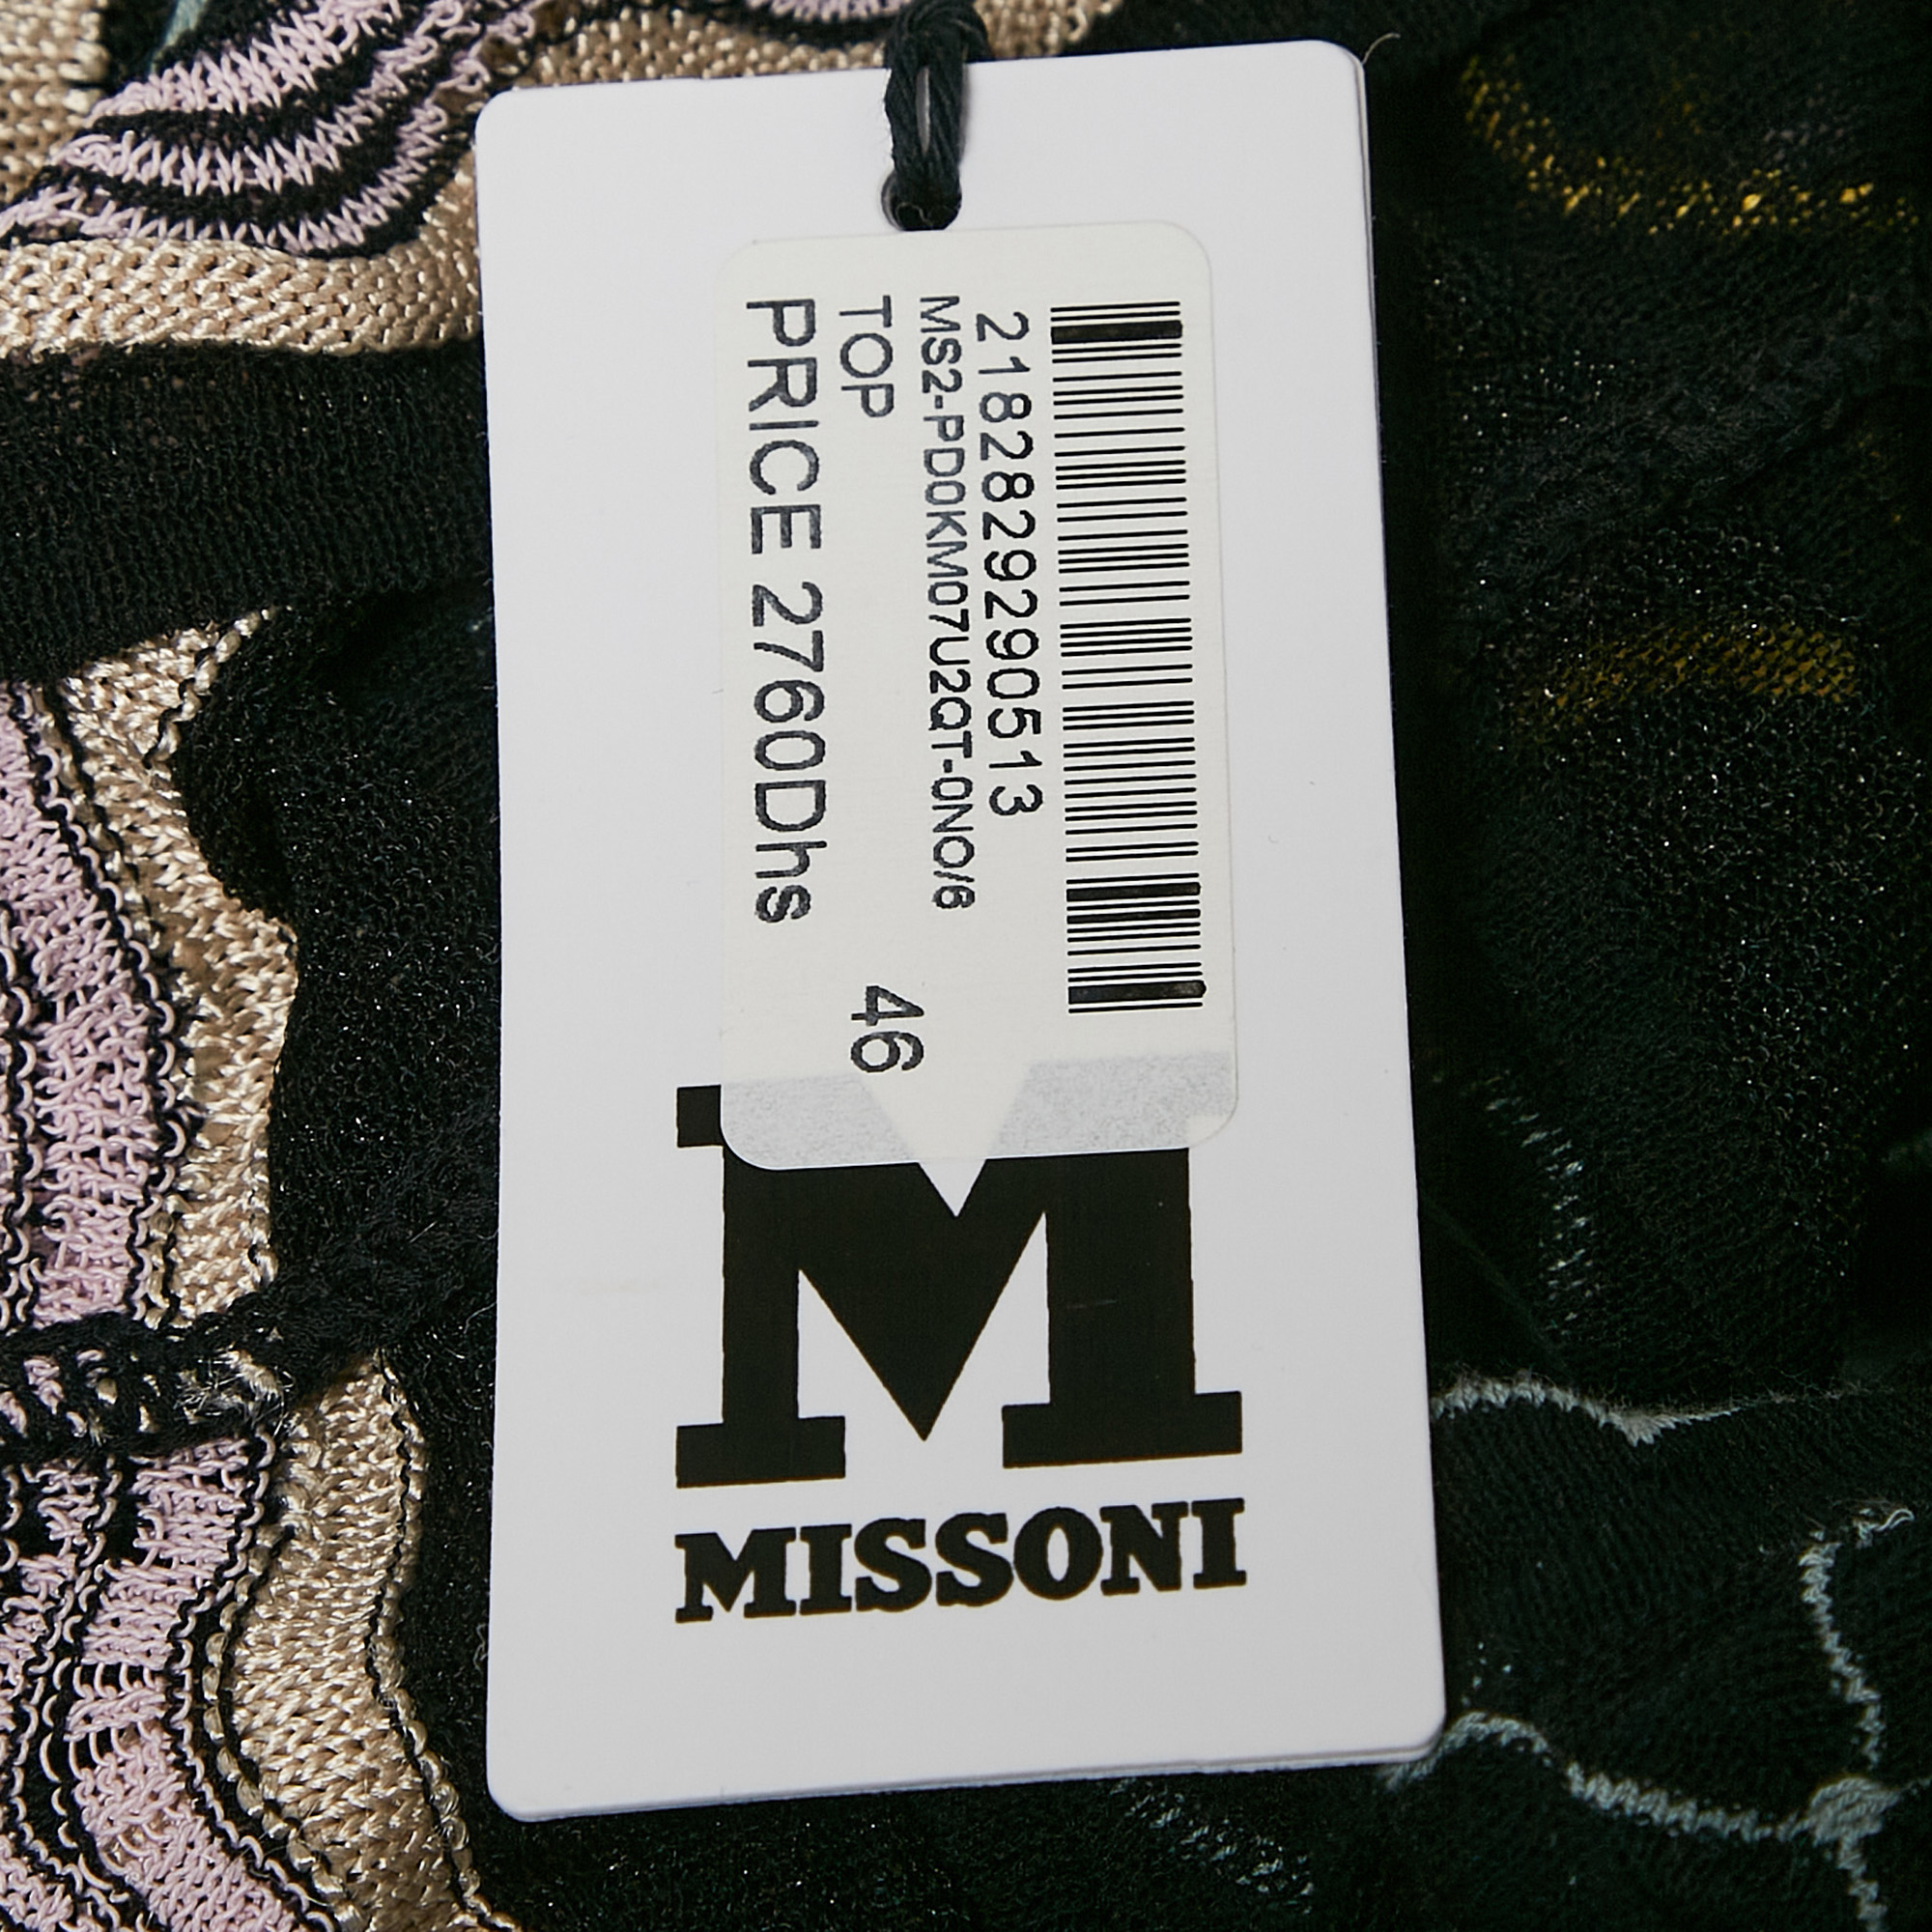 2182829290513
MS2-PD0KM07U2QT-0NO/6
TOP 46
PRICE 2760Dhs
M
MISSONI